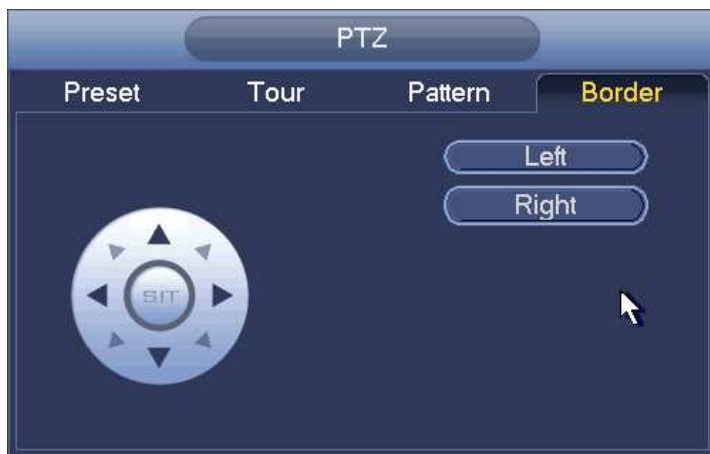 PTZ
Preset Tour Pattern Border
Left
Right
SIT